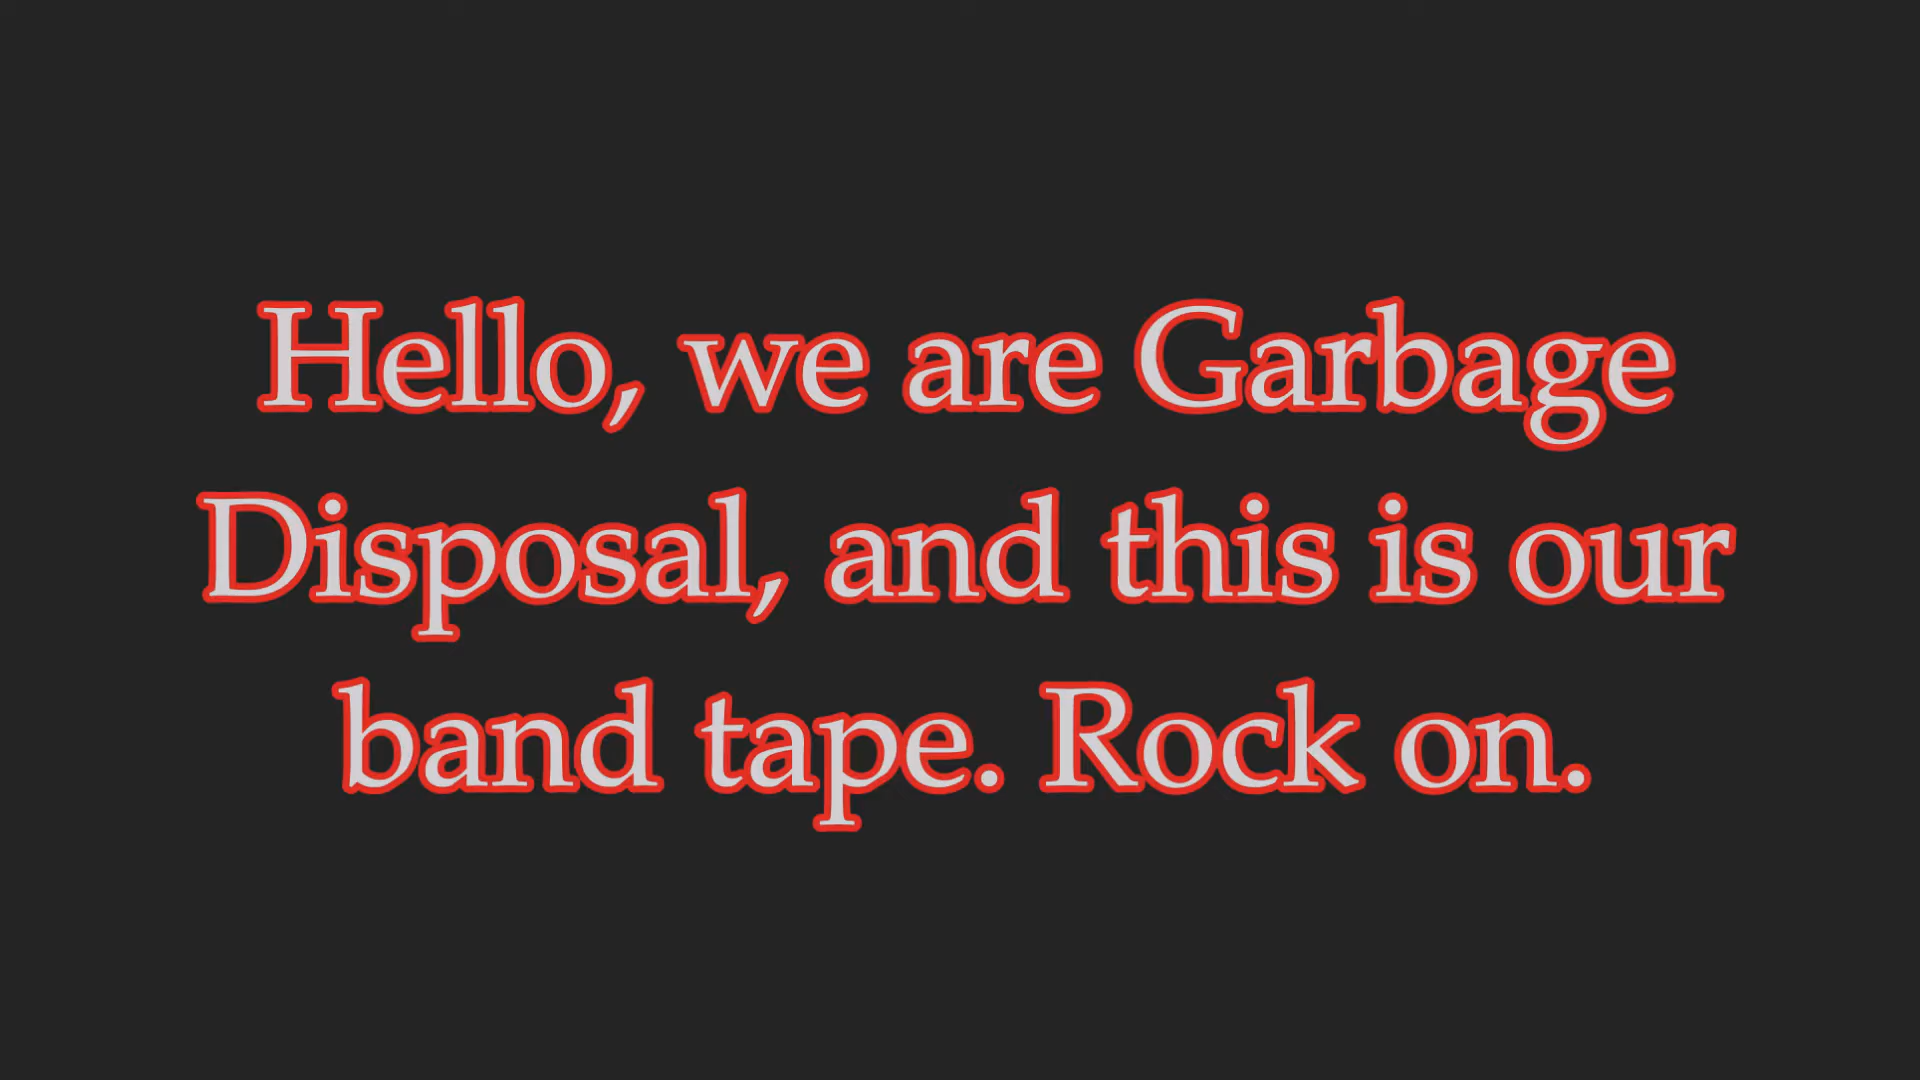 Hello, we are Garbage
Disposal, and this is our
band tape. Rock on.